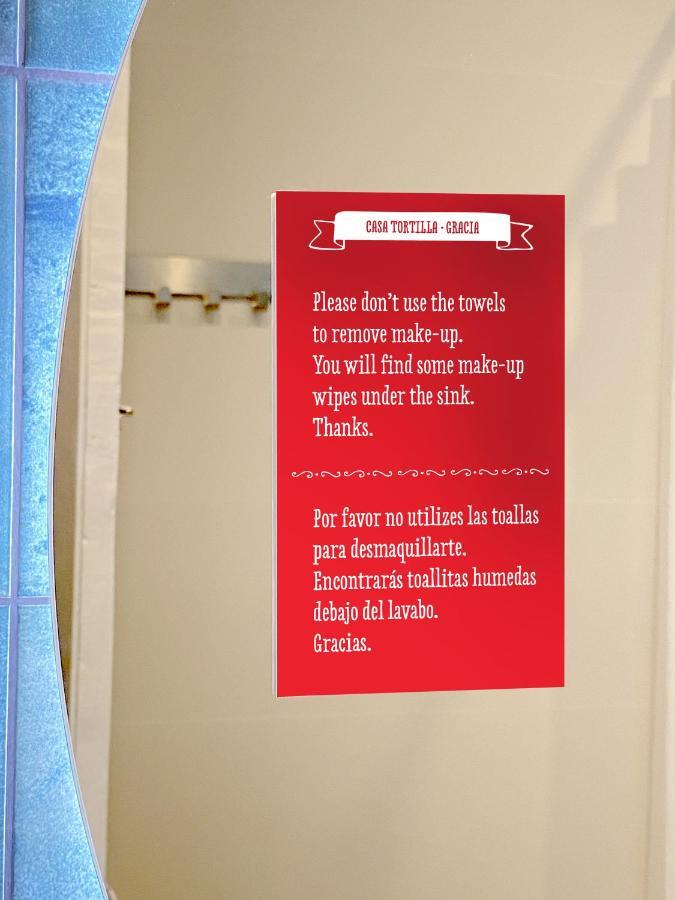 CASA TORTILLA - GRACIA
Please don't use the towels
to remove make-up.
You will find some make-up
wipes under the sink.
Thanks.
Por favor no utilizes las toallas
para desmaquillarte.
Encontrarás toallitas humedas
debajo del lavabo.
Gracias.